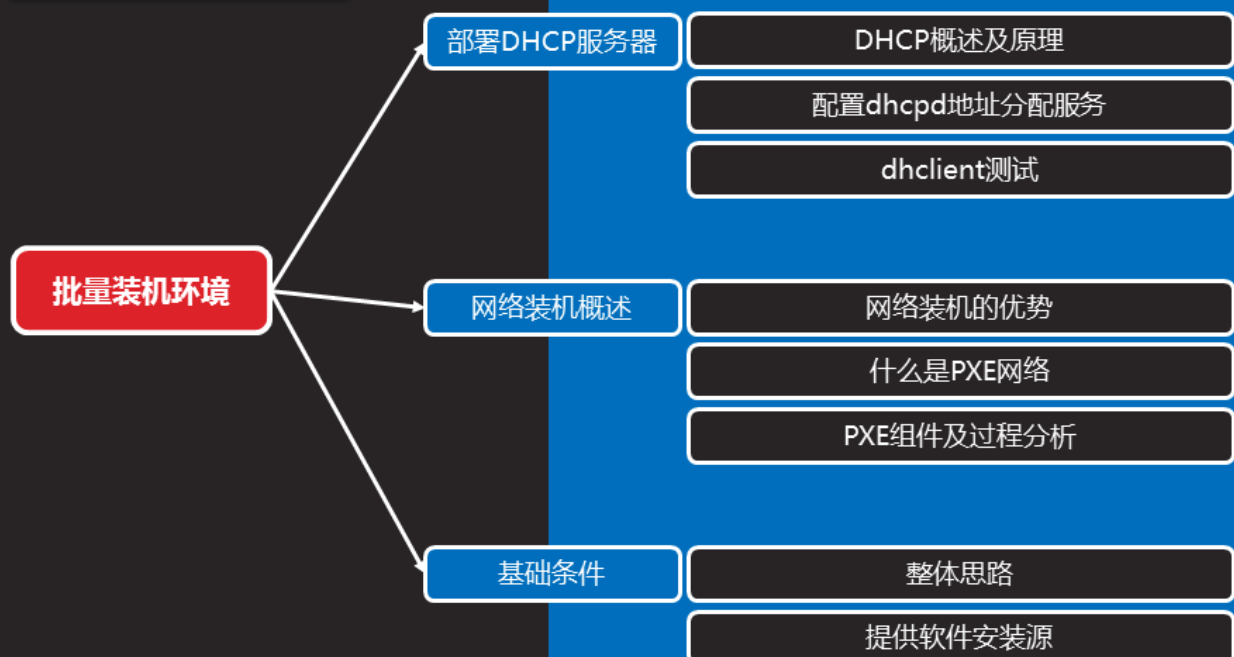 批量装机环境
部署DHCP服务器
DHCP概述及原理
配置dhcpd地址分配服务
dhclient测试
网络装机概述
网络装机的优势
什么是PXE网络
PXE组件及过程分析
基础条件
整体思路
提供软件安装源